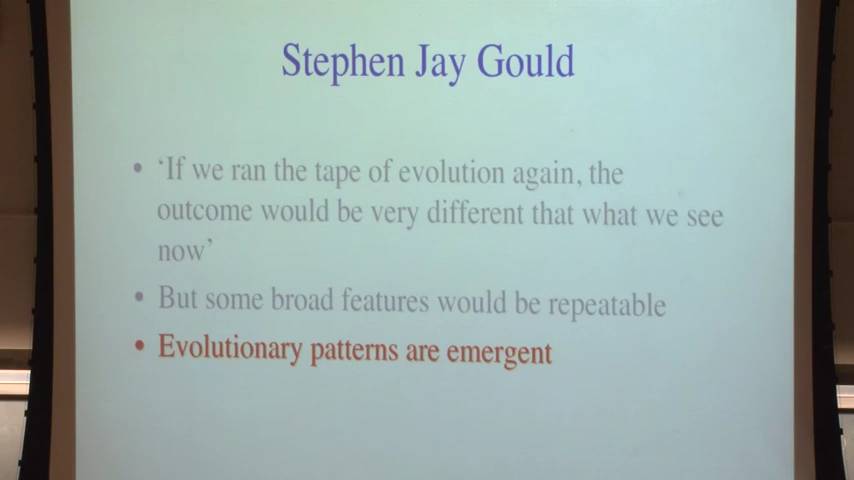 Stephen Jay Gould
• 'If we ran the tape of evolution again, the
outcome would be very different that what we see
now'
• But some broad features would be repeatable
• Evolutionary patterns are emergent